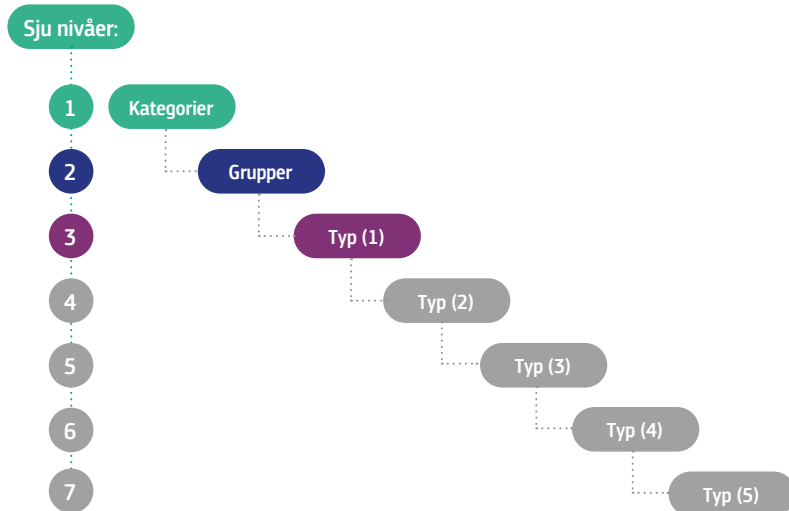 Sju nivåer:
1 Kategorier
2 Grupper
3 Typ (1)
4 Typ (2)
5 Typ (3)
6 Typ (4)
7 Typ (5)